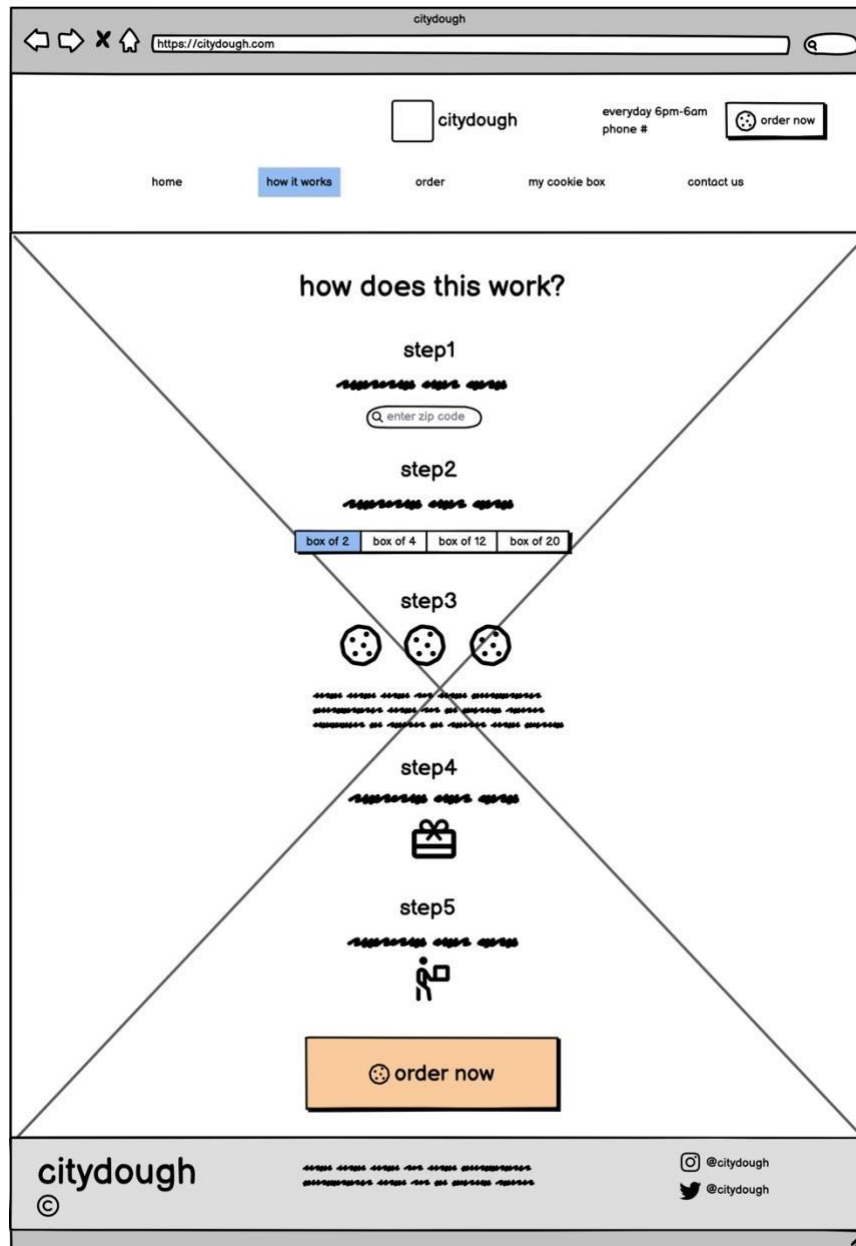 citydough
https://citydough.com
citydough
everyday 6pm-6am
phone #
order now
home
how it works
order
my cookie box
contact us
how does this work?
step1
enter zip code
step2
box of 2
box of 4
box of 12
box of 20
step3
step4
step5
order now
citydough
©
@citydough
@citydough